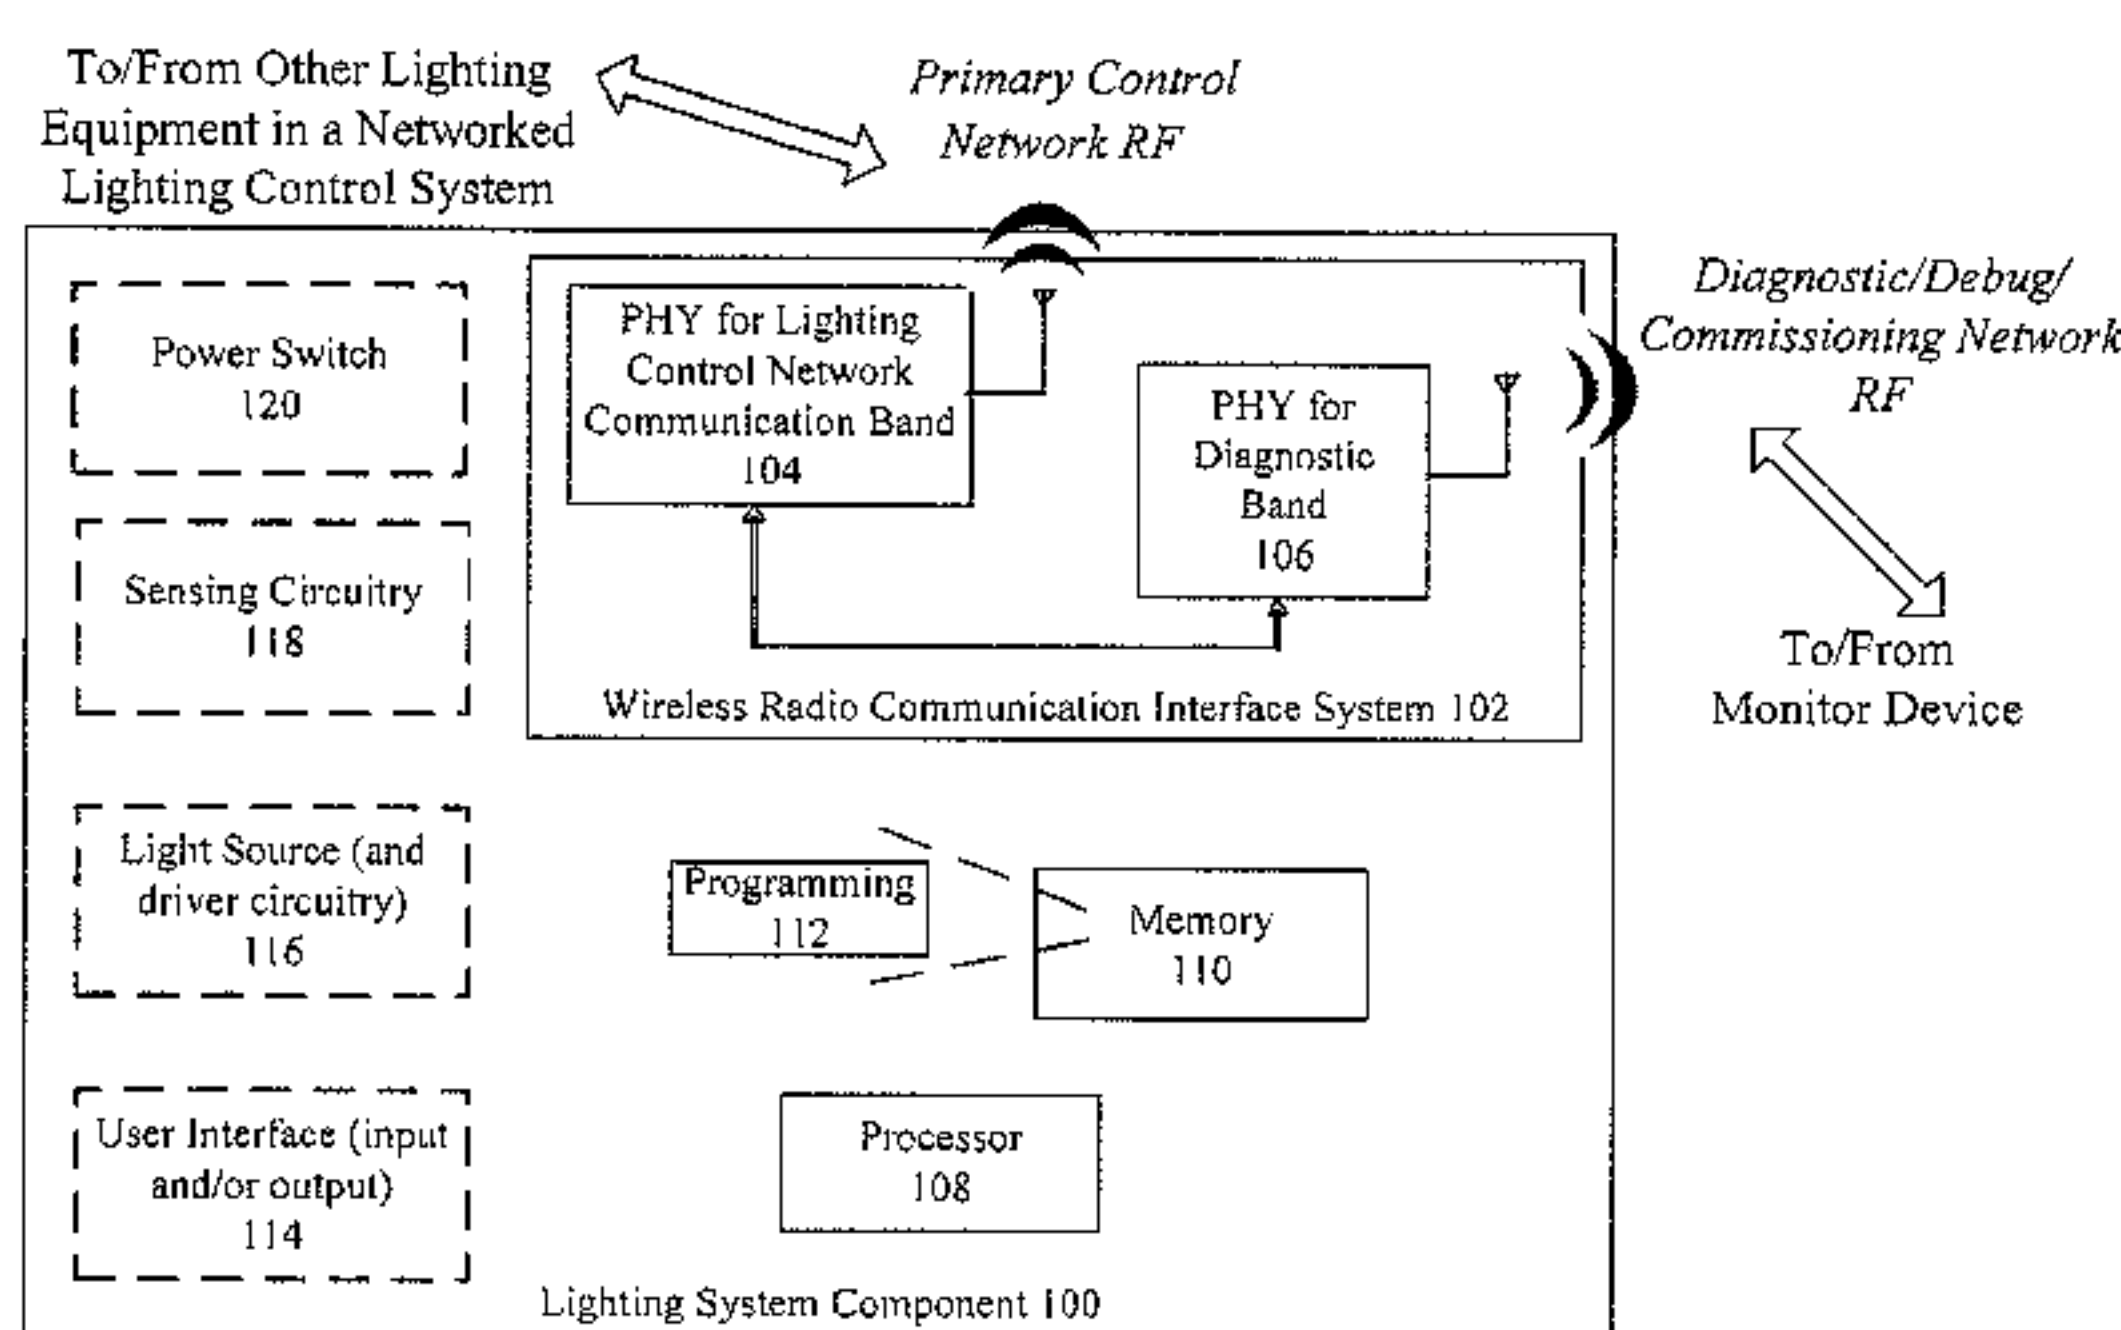 To/From Other Lighting
Equipment in a Networked
Lighting Control System
Primary Control
Network RF
Diagnostic/Debug/
Commissioning Network
RF
To/From
Monitor Device
Power Switch
120
Sensing Circuitry
118
Light Source (and
driver circuitry)
116
User Interface (input
and/or output)
114
PHY for Lighting
Control Network
Communication Band
104
PHY for
Diagnostic
Band
106
Wireless Radio Communication Interface System 102
Programming
112
Memory
110
Processor
108
Lighting System Component 100